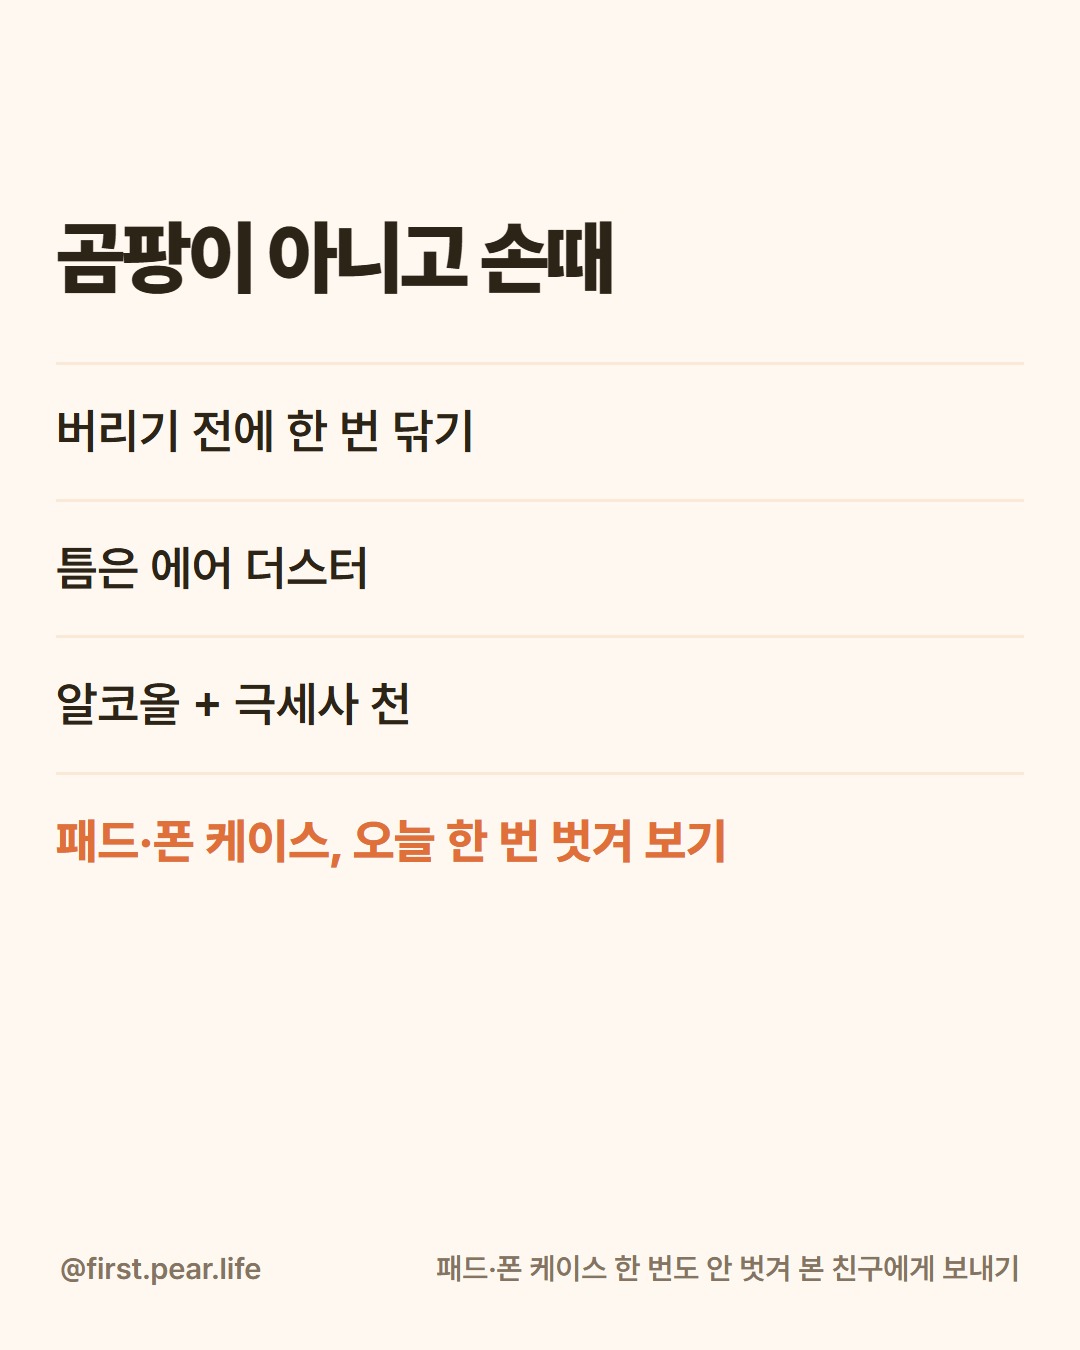 곰팡이 아니고 손때
버리기 전에 한 번 닦기
틈은 에어 더스터
알코올 + 극세사 천
패드·폰 케이스, 오늘 한 번 벗겨 보기
@first.pear.life
패드·폰 케이스 한 번도 안 벗겨 본 친구에게 보내기